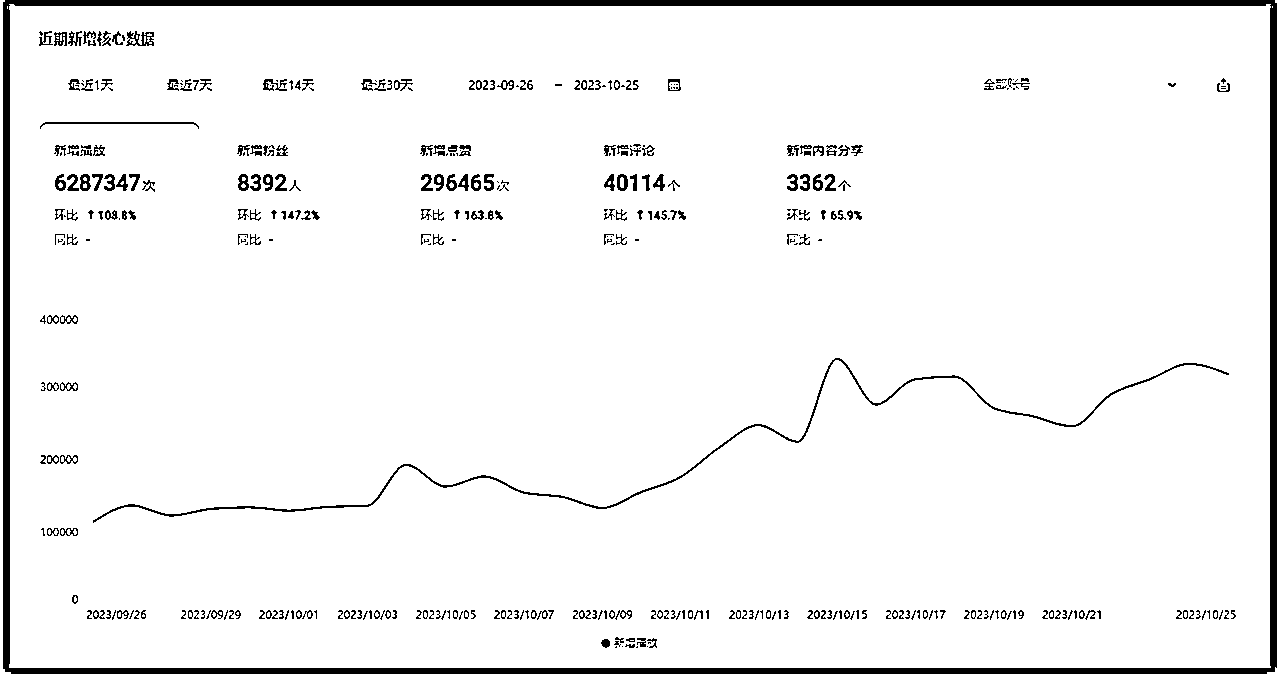 近期新增核心数据
最近1天 最近7天 最近14天 最近30天 2023-09-26 – 2023-10-25 全部账号
新增播放 新增粉丝 新增点赞 新增评论 新增内容分享
6287347次 8392人 296465次 40114个 3362个
环比 ↑108.8% 环比 ↑147.2% 环比 ↑163.8% 环比 ↑145.7% 环比 ↑65.9%
同比 - 同比 - 同比 - 同比 - 同比 -
400000
300000
200000
100000
0
2023/09/26 2023/09/29 2023/10/01 2023/10/03 2023/10/05 2023/10/07 2023/10/09 2023/10/11 2023/10/13 2023/10/15 2023/10/17 2023/10/19 2023/10/21 2023/10/25
新增播放